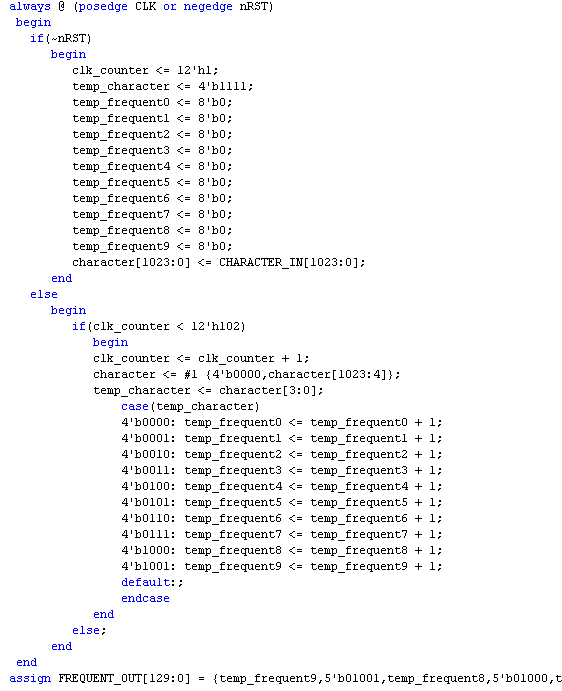 always @ (posedge CLK or negedge nRST)
begin
if(~nRST)
begin
clk_counter <= 12'h1;
temp_character <= 4'b1111;
temp_frequent0 <= 8'b0;
temp_frequent1 <= 8'b0;
temp_frequent2 <= 8'b0;
temp_frequent3 <= 8'b0;
temp_frequent4 <= 8'b0;
temp_frequent5 <= 8'b0;
temp_frequent6 <= 8'b0;
temp_frequent7 <= 8'b0;
temp_frequent8 <= 8'b0;
temp_frequent9 <= 8'b0;
character[1023:0] <= CHARACTER_IN[1023:0];
end
else
begin
if(clk_counter < 12'h102)
begin
clk_counter <= clk_counter + 1;
character <= #1 {4'b0000,character[1023:4]};
temp_character <= character[3:0];
case(temp_character)
4'b0000: temp_frequent0 <= temp_frequent0 + 1;
4'b0001: temp_frequent1 <= temp_frequent1 + 1;
4'b0010: temp_frequent2 <= temp_frequent2 + 1;
4'b0011: temp_frequent3 <= temp_frequent3 + 1;
4'b0100: temp_frequent4 <= temp_frequent4 + 1;
4'b0101: temp_frequent5 <= temp_frequent5 + 1;
4'b0110: temp_frequent6 <= temp_frequent6 + 1;
4'b0111: temp_frequent7 <= temp_frequent7 + 1;
4'b1000: temp_frequent8 <= temp_frequent8 + 1;
4'b1001: temp_frequent9 <= temp_frequent9 + 1;
default:;
endcase
end
else;
end
end
assign FREQUENT_OUT[129:0] = {temp_frequent9,5'b01001,temp_frequent8,5'b01000,t